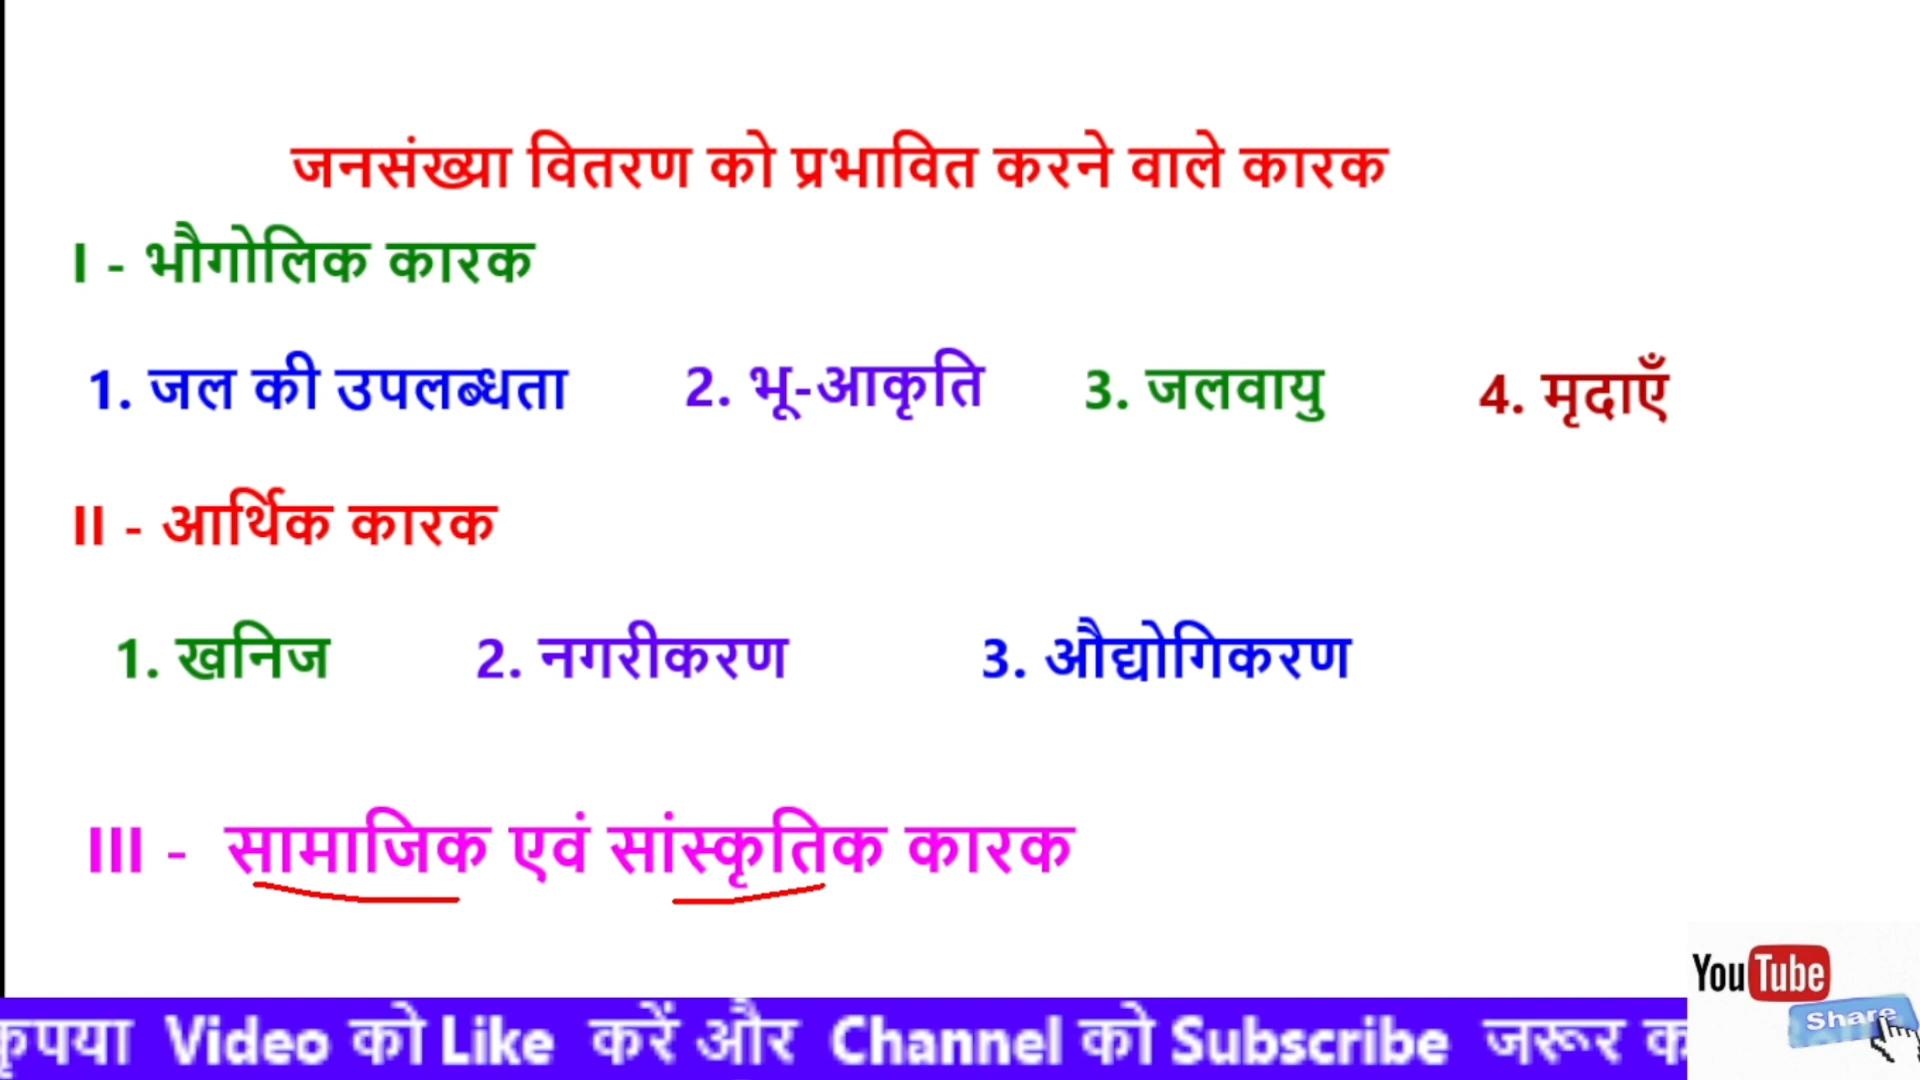 जनसंख्या वितरण को प्रभावित करने वाले कारक
I - भौगोलिक कारक
1. जल की उपलब्धता 2. भू-आकृति 3. जलवायु 4. मृदाएँ
II - आर्थिक कारक
1. खनिज 2. नगरीकरण 3. औद्योगिकरण
III - सामाजिक एवं सांस्कृतिक कारक
YouTube
Share
कृपया Video को Like करें और Channel को Subscribe जरूर